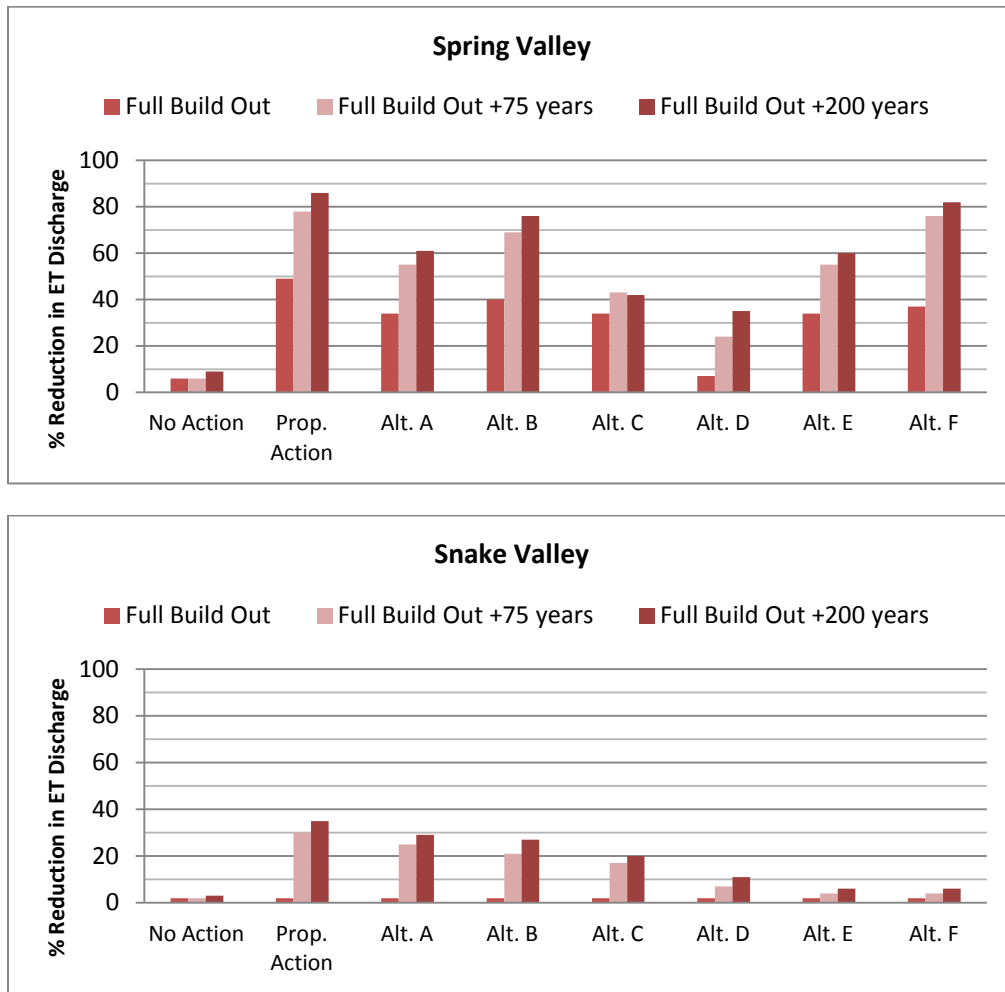 Spring Valley
Full Build Out Full Build Out +75 years Full Build Out +200 years
% Reduction in ET Discharge
100
80
60
40
20
0
No Action Prop. Action Alt. A Alt. B Alt. C Alt. D Alt. E Alt. F
Snake Valley
Full Build Out Full Build Out +75 years Full Build Out +200 years
% Reduction in ET Discharge
100
80
60
40
20
0
No Action Prop. Action Alt. A Alt. B Alt. C Alt. D Alt. E Alt. F